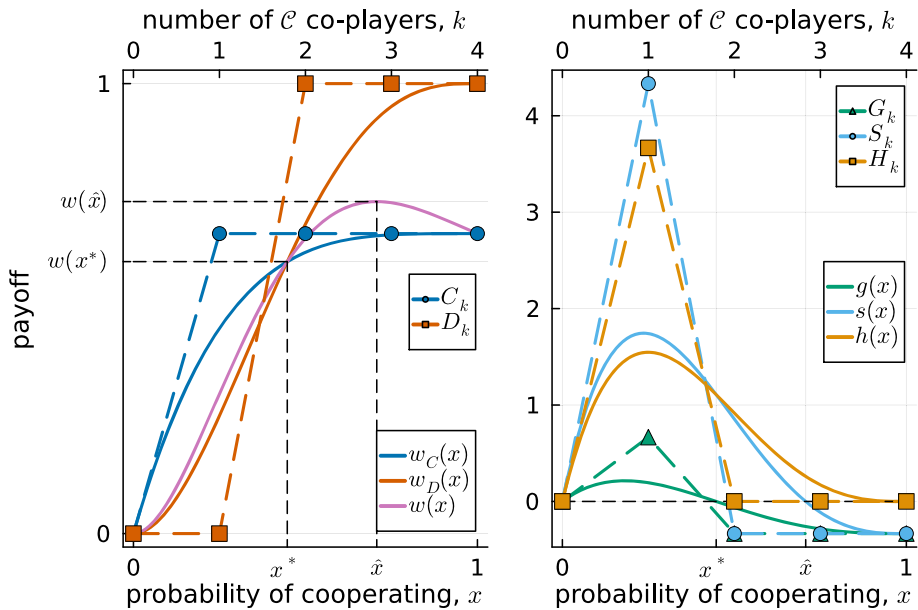 number of 𝒞 co-players, k
0 1 2 3 4
payoff
1
w(x̂)
w(x*)
0
C_k
D_k
w_C(x)
w_D(x)
w(x)
0 x* x̂ 1
probability of cooperating, x
number of 𝒞 co-players, k
0 1 2 3 4
4
3
2
1
0
G_k
S_k
H_k
g(x)
s(x)
h(x)
0 x* x̂ 1
probability of cooperating, x